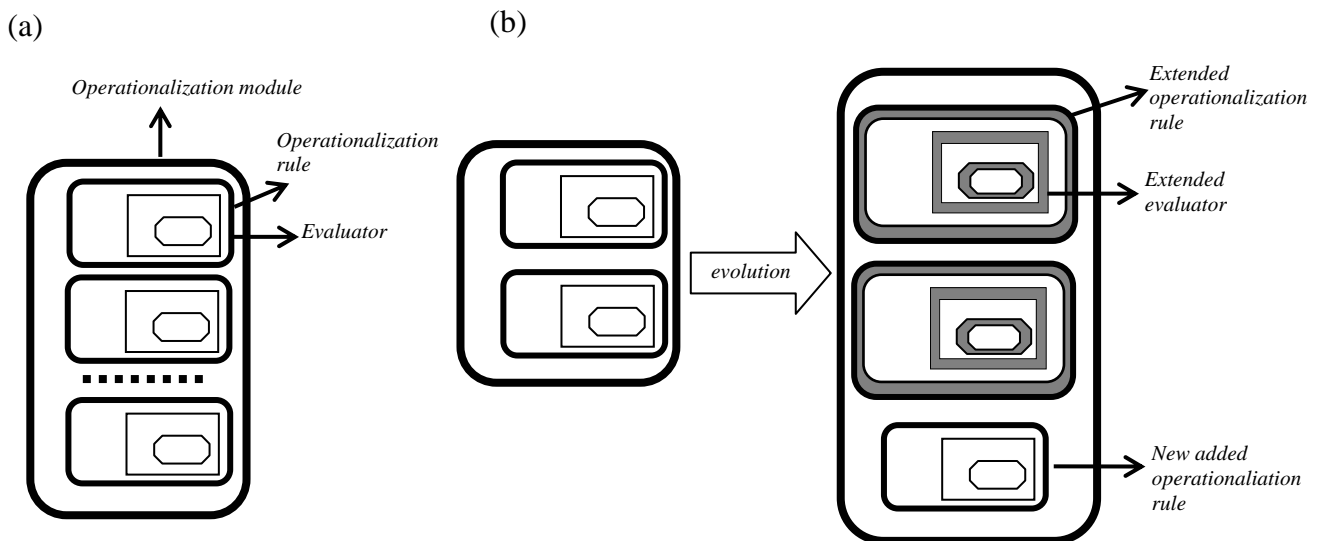 (a)
(b)
Operationalization module
Operationalization
rule
Evaluator
evolution
Extended
operationalization
rule
Extended
evaluator
New added
operationaliation
rule